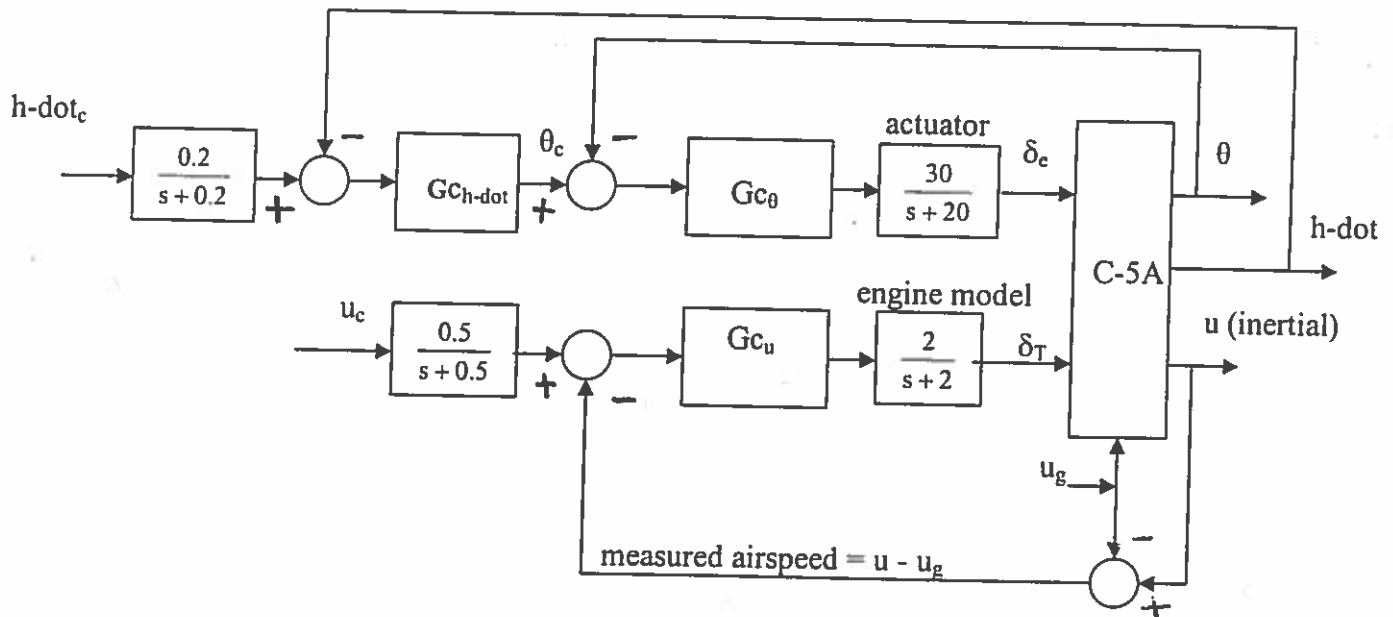 h-dot_c
0.2
s + 0.2
−
+
Gc_h-dot
θ_c
−
+
Gc_θ
actuator
30
s + 20
δ_e
C-5A
θ
h-dot
u (inertial)
u_c
0.5
s + 0.5
+
−
Gc_u
engine model
2
s + 2
δ_T
u_g
−
+
measured airspeed = u - u_g